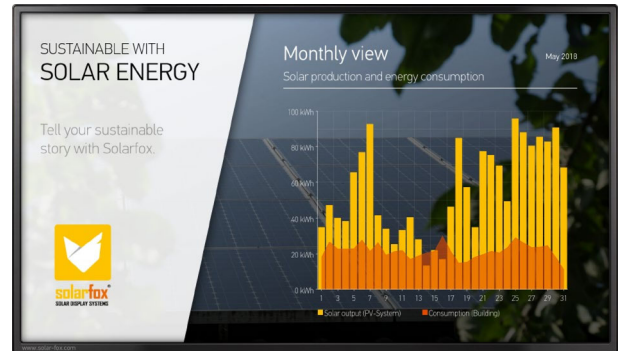 SUSTAINABLE WITH
SOLAR ENERGY
Tell your sustainable
story with Solarfox.
solarfox®
SOLAR DISPLAY SYSTEMS
www.solar-fox.com
Monthly view
May 2018
Solar production and energy consumption
100 kWh
80 kWh
60 kWh
40 kWh
20 kWh
0 kWh
1 3 5 7 9 11 13 15 17 19 21 23 25 27 29 31
Solar output (PV-System) Consumption (Building)